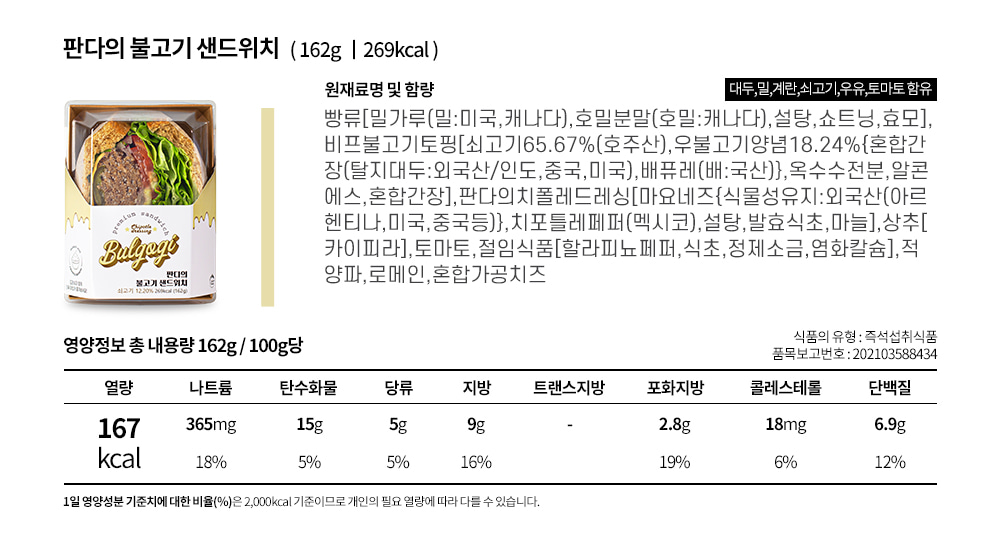 판다의 불고기 샌드위치 ( 162g ㅣ269kcal )
원재료명 및 함량
대두,밀,계란,쇠고기,우유,토마토 함유
빵류[밀가루(밀:미국,캐나다),호밀분말(호밀:캐나다),설탕,쇼트닝,효모],
비프불고기토핑[쇠고기65.67%(호주산),우불고기양념18.24%{혼합간
장(탈지대두:외국산/인도,중국,미국),배퓨레(배:국산)},옥수수전분,알콘
에스,혼합간장],판다의치폴레드레싱[마요네즈{식물성유지:외국산(아르
헨티나,미국,중국등)},치포틀레페퍼(멕시코),설탕,발효식초,마늘],상추[
카이피라],토마토,절임식품[할라피뇨페퍼,식초,정제소금,염화칼슘],적
양파,로메인,혼합가공치즈
premium sandwich
Chipotle
dressing
Bulgogi
판다의
불고기 샌드위치
쇠고기 12.20% 269kcal (162g)
영양정보 총 내용량 162g / 100g당
식품의 유형 : 즉석섭취식품
품목보고번호 : 202103588434
열량 나트륨 탄수화물 당류 지방 트랜스지방 포화지방 콜레스테롤 단백질
167 365mg 15g 5g 9g - 2.8g 18mg 6.9g
kcal 18% 5% 5% 16% 19% 6% 12%
1일 영양성분 기준치에 대한 비율(%)은 2,000kcal 기준이므로 개인의 필요 열량에 따라 다를 수 있습니다.